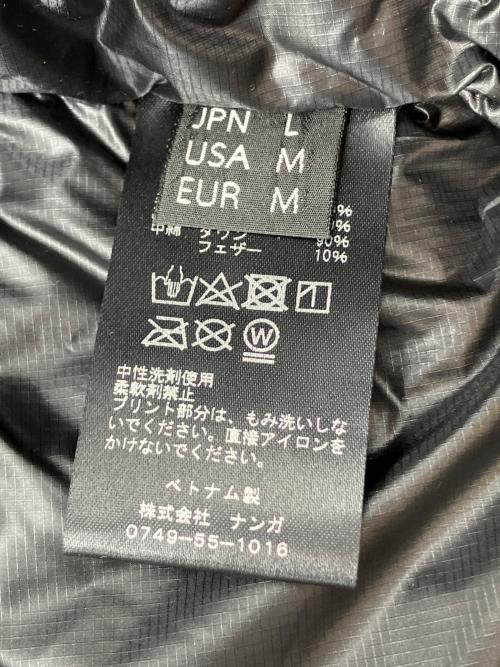 JPN L
USA M
EUR M
%
0%
中綿 ダウン 90%
フェザー 10%
W
中性洗剤使用
柔軟剤禁止
プリント部分は、もみ洗いしな
いでください。直接アイロンを
かけないでください。
ベトナム製
株式会社 ナンガ
0749-55-1016